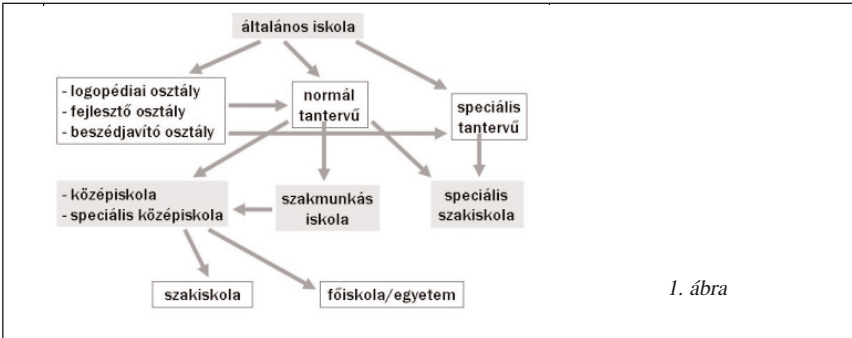 általános iskola
- logopédiai osztály
- fejlesztő osztály
- beszédjavító osztály
normál
tantervű
speciális
tantervű
- középiskola
- speciális középiskola
szakmunkás
iskola
speciális
szakiskola
szakiskola
főiskola/egyetem
1. ábra